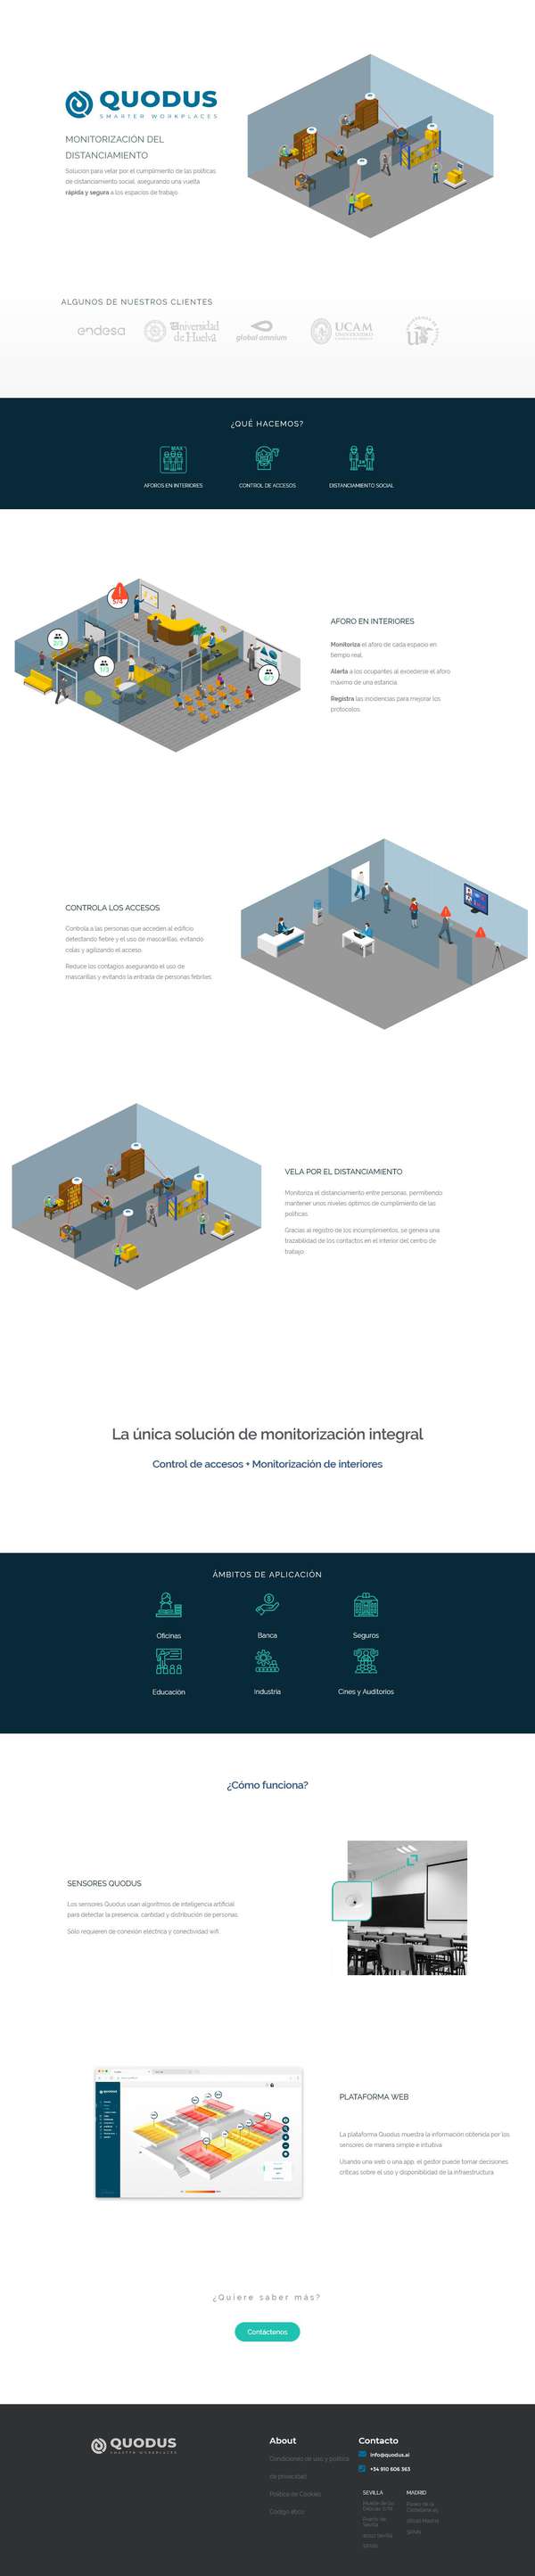 QUODUS
SMARTER WORKPLACES
MONITORIZACIÓN DEL
DISTANCIAMIENTO
Solución para velar por el cumplimiento de las políticas
de distanciamiento social, asegurando una vuelta
rápida y segura a los espacios de trabajo.
ALGUNOS DE NUESTROS CLIENTES
endesa
Universidad
de Huelva
global omnium
UCAM
¿QUÉ HACEMOS?
MAX
AFOROS EN INTERIORES
CONTROL DE ACCESOS
DISTANCIAMIENTO SOCIAL
5/4
2/3
1/3
AFORO EN INTERIORES
Monitoriza el aforo de cada espacio en
tiempo real.
Alerta a los ocupantes al excederse el aforo
máximo de una estancia.
Registra las incidencias para mejorar los
protocolos.
CONTROLA LOS ACCESOS
Controla a las personas que acceden al edificio
detectando fiebre y el uso de mascarillas, evitando
colas y agilizando el acceso.
Reduce los contagios asegurando el uso de
mascarillas y evitando la entrada de personas febriles.
VELA POR EL DISTANCIAMIENTO
Monitoriza el distanciamiento entre personas, permitiendo
mantener unos niveles óptimos de cumplimiento de las
políticas.
Gracias al registro de los incumplimientos, se genera una
trazabilidad de los contactos en el interior del centro de
trabajo.
La única solución de monitorización integral
Control de accesos + Monitorización de interiores
ÁMBITOS DE APLICACIÓN
Oficinas
Banca
Seguros
Educación
Industria
Cines y Auditorios
¿Cómo funciona?
SENSORES QUODUS
Los sensores Quodus usan algoritmos de inteligencia artificial
para detectar la presencia, cantidad y distribución de personas.
Sólo requieren de conexión eléctrica y conectividad wifi.
PLATAFORMA WEB
La plataforma Quodus muestra la información obtenida por los
sensores de manera simple e intuitiva.
Usando una web o una app, el gestor puede tomar decisiones
críticas sobre el uso y disponibilidad de la infraestructura
¿Quiere saber más?
Contáctenos
QUODUS
SMARTER WORKPLACES
About
Condiciones de uso y política
de privacidad
Política de Cookies
Código ético
Contacto
info@quodus.ai
+34 910 606 363
SEVILLA
MADRID